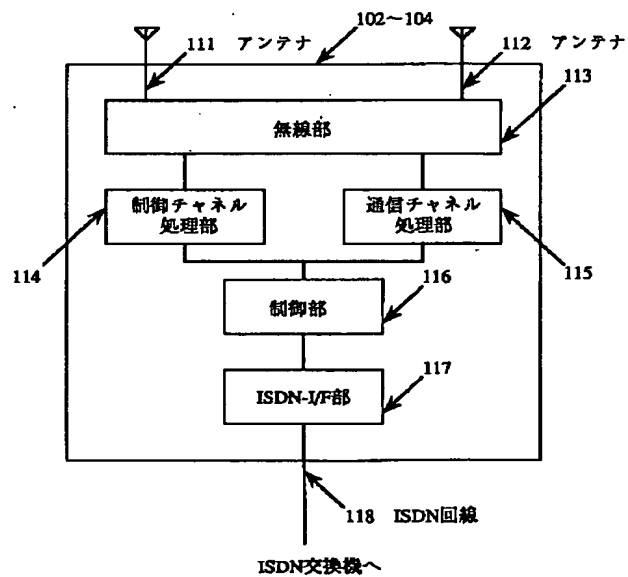 102〜104
111 アンテナ
112 アンテナ
113
無線部
制御チャネル
処理部
通信チャネル
処理部
114
115
116
制御部
117
ISDN-I/F部
118 ISDN回線
ISDN交換機へ